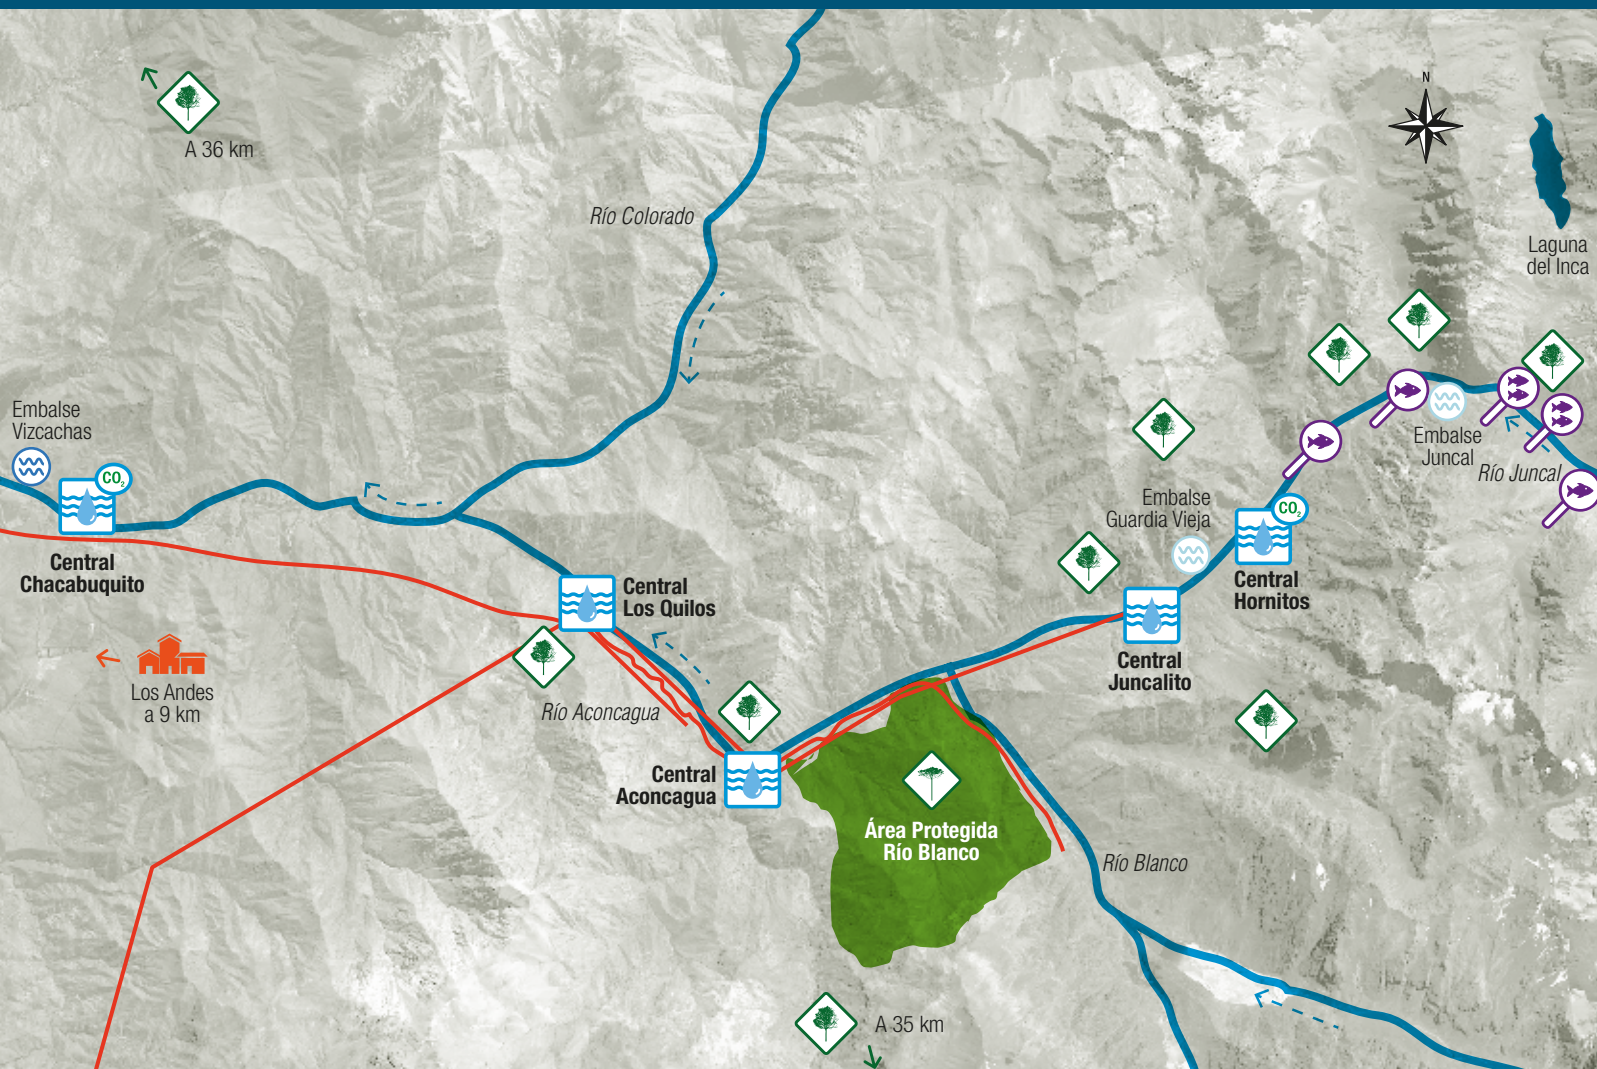 N
A 36 km
Río Colorado
Laguna
del Inca
Embalse
Vizcachas
CO₂
Central
Chacabuquito
Embalse
Juncal
Río Juncal
Embalse
Guardia Vieja
CO₂
Central
Hornitos
Central
Los Quilos
Central
Juncalito
Los Andes
a 9 km
Río Aconcagua
Central
Aconcagua
Área Protegida
Río Blanco
Río Blanco
A 35 km